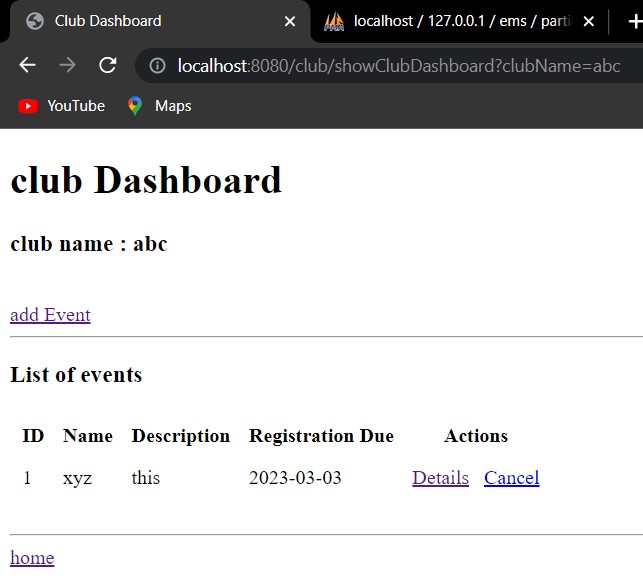 Club Dashboard
localhost / 127.0.0.1 / ems / parti
localhost:8080/club/showClubDashboard?clubName=abc
YouTube Maps
club Dashboard
club name : abc
add Event
List of events
ID Name Description Registration Due Actions
1 xyz this 2023-03-03 Details Cancel
home